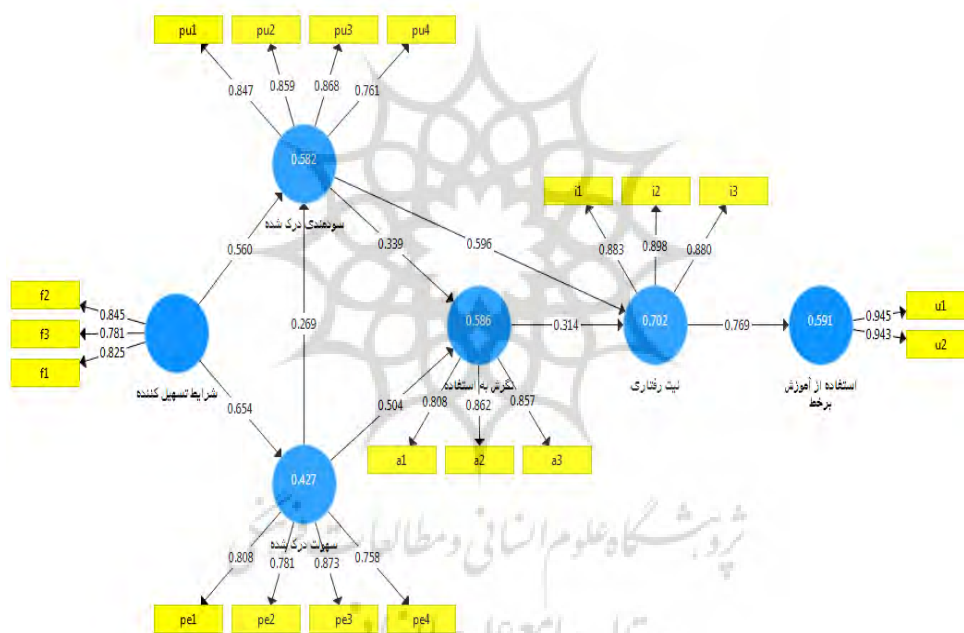 pu1 pu2 pu3 pu4
0.847 0.859 0.868 0.761
0.582
سودمندی درک شده
i1 i2 i3
0.883 0.898 0.880
0.560 0.339 0.596
f2
f3
f1
0.845
0.781
0.825
شرایط تسهیل کننده
0.269
0.586
نگرش به استفاده
0.314
0.702
نیت رفتاری
0.769
0.591
استفاده از آموزش
برخط
0.945
0.943
u1
u2
0.654 0.504
0.808 0.862 0.857
a1 a2 a3
0.427
سهولت درک شده
0.808 0.781 0.873 0.758
pe1 pe2 pe3 pe4
پژوهشگاه علوم انسانی و مطالعات فرهنگی